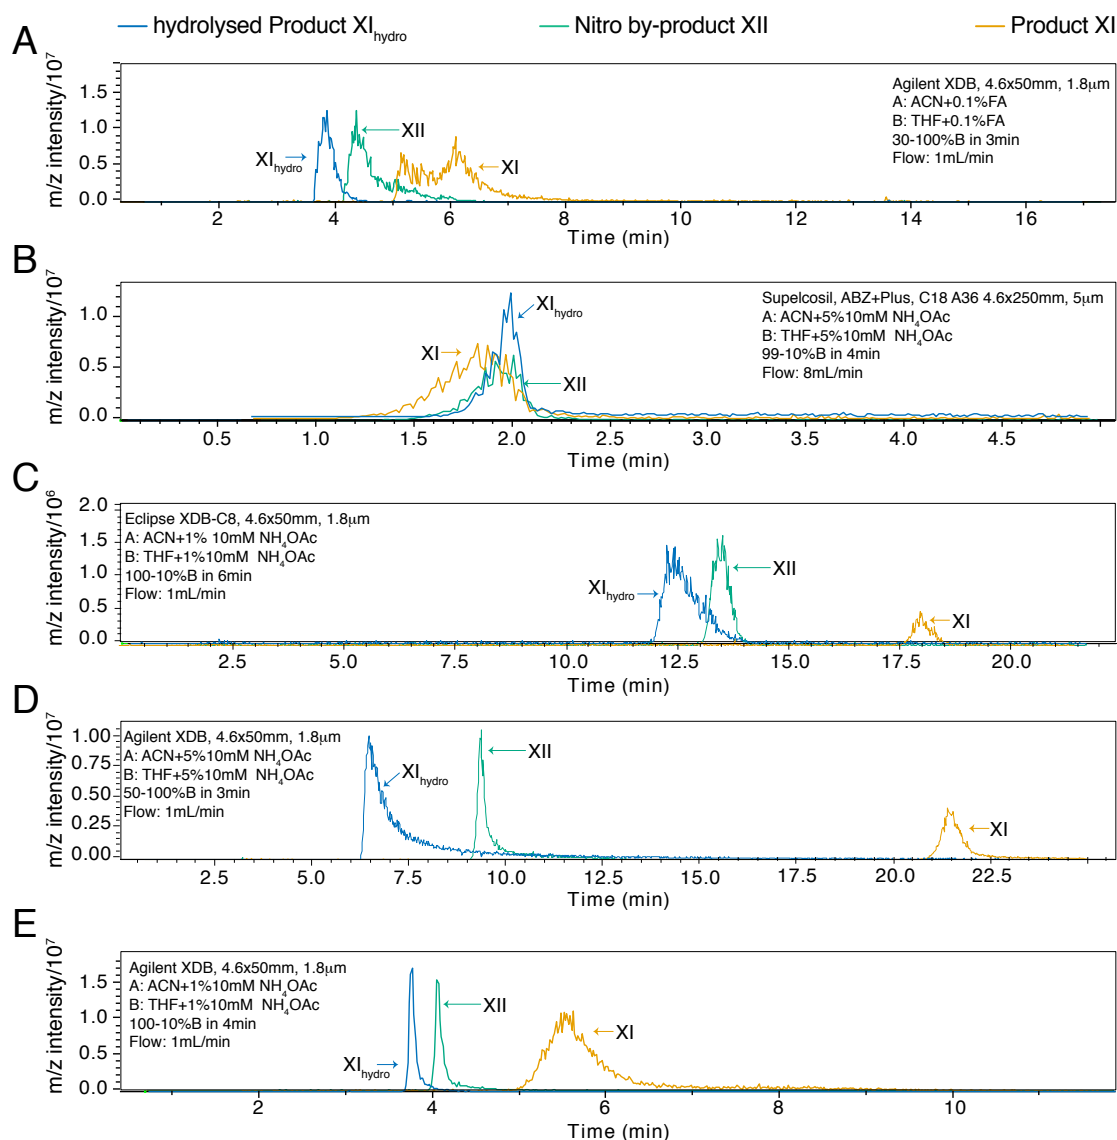 hydrolysed Product XIhydro Nitro by-product XII Product XI
A
m/z intensity/10⁷
1.5
1.0
0.5
0.0
XIhydro
XII
XI
Agilent XDB, 4.6x50mm, 1.8µm
A: ACN+0.1%FA
B: THF+0.1%FA
30-100%B in 3min
Flow: 1mL/min
2 4 6 8 10 12 14 16
Time (min)
B
m/z intensity/10⁷
1.0
0.5
0.0
XI
XIhydro
XII
Supelcosil, ABZ+Plus, C18 A36 4.6x250mm, 5µm
A: ACN+5%10mM NH₄OAc
B: THF+5%10mM NH₄OAc
99-10%B in 4min
Flow: 8mL/min
0.5 1.0 1.5 2.0 2.5 3.0 3.5 4.0 4.5
Time (min)
C
m/z intensity/10⁶
2.0
1.5
1.0
0.5
0.0
Eclipse XDB-C8, 4.6x50mm, 1.8µm
A: ACN+1% 10mM NH₄OAc
B: THF+1%10mM NH₄OAc
100-10%B in 6min
Flow: 1mL/min
XIhydro
XII
XI
2.5 5.0 7.5 10.0 12.5 15.0 17.5 20.0
Time (min)
D
m/z intensity/10⁷
1.00
0.75
0.50
0.25
0.00
Agilent XDB, 4.6x50mm, 1.8µm
A: ACN+5%10mM NH₄OAc
B: THF+5%10mM NH₄OAc
50-100%B in 3min
Flow: 1mL/min
XIhydro
XII
XI
2.5 5.0 7.5 10.0 12.5 15.0 17.5 20.0 22.5
Time (min)
E
m/z intensity/10⁷
1.5
1.0
0.5
0.0
Agilent XDB, 4.6x50mm, 1.8µm
A: ACN+1%10mM NH₄OAc
B: THF+1%10mM NH₄OAc
100-10%B in 4min
Flow: 1mL/min
XIhydro
XII
XI
2 4 6 8 10
Time (min)